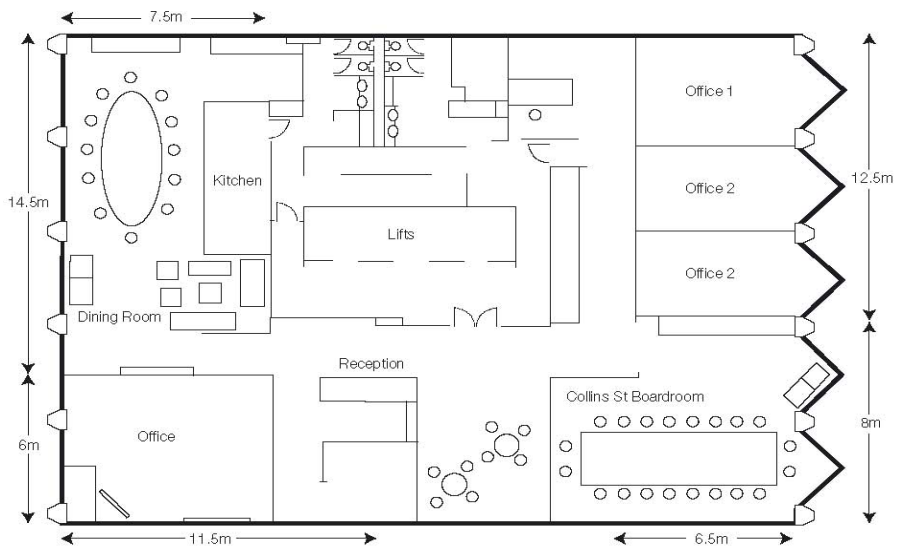 7.5m
Office 1
14.5m
Kitchen
Office 2
12.5m
Lifts
Office 2
Dining Room
Reception
Collins St Boardroom
Office
6m
8m
11.5m
6.5m